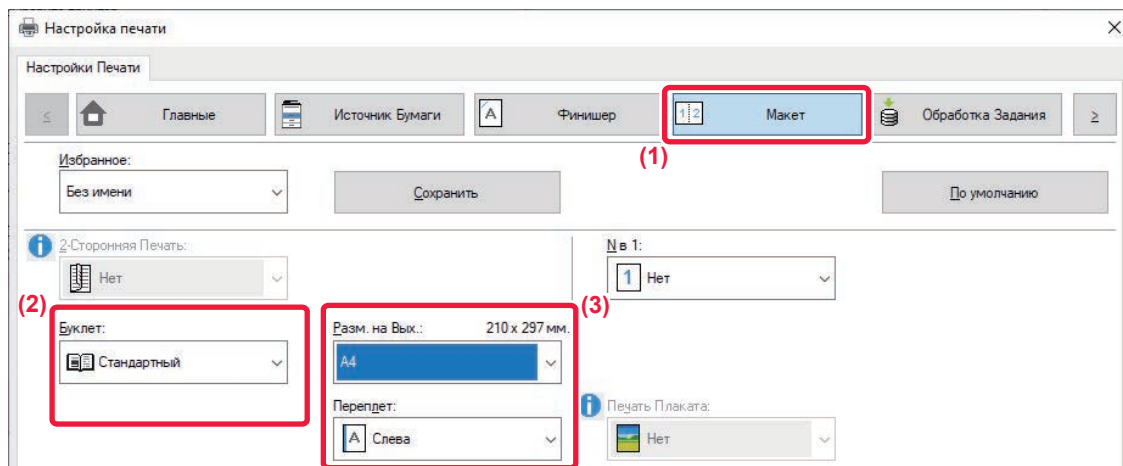 Настройка печати
Настройки Печати
≤ Главные Источник Бумаги A Финишер 1 2 Макет Обработка Задания ≥
(1)
Избранное:
Без имени Сохранить По умолчанию
2-Сторонняя Печать: N в 1:
Нет 1 Нет
(2) (3)
Буклет: Разм. на Вых.: 210 x 297 мм.
Стандартный A4
Переплет: Печать Плаката:
A Слева Нет